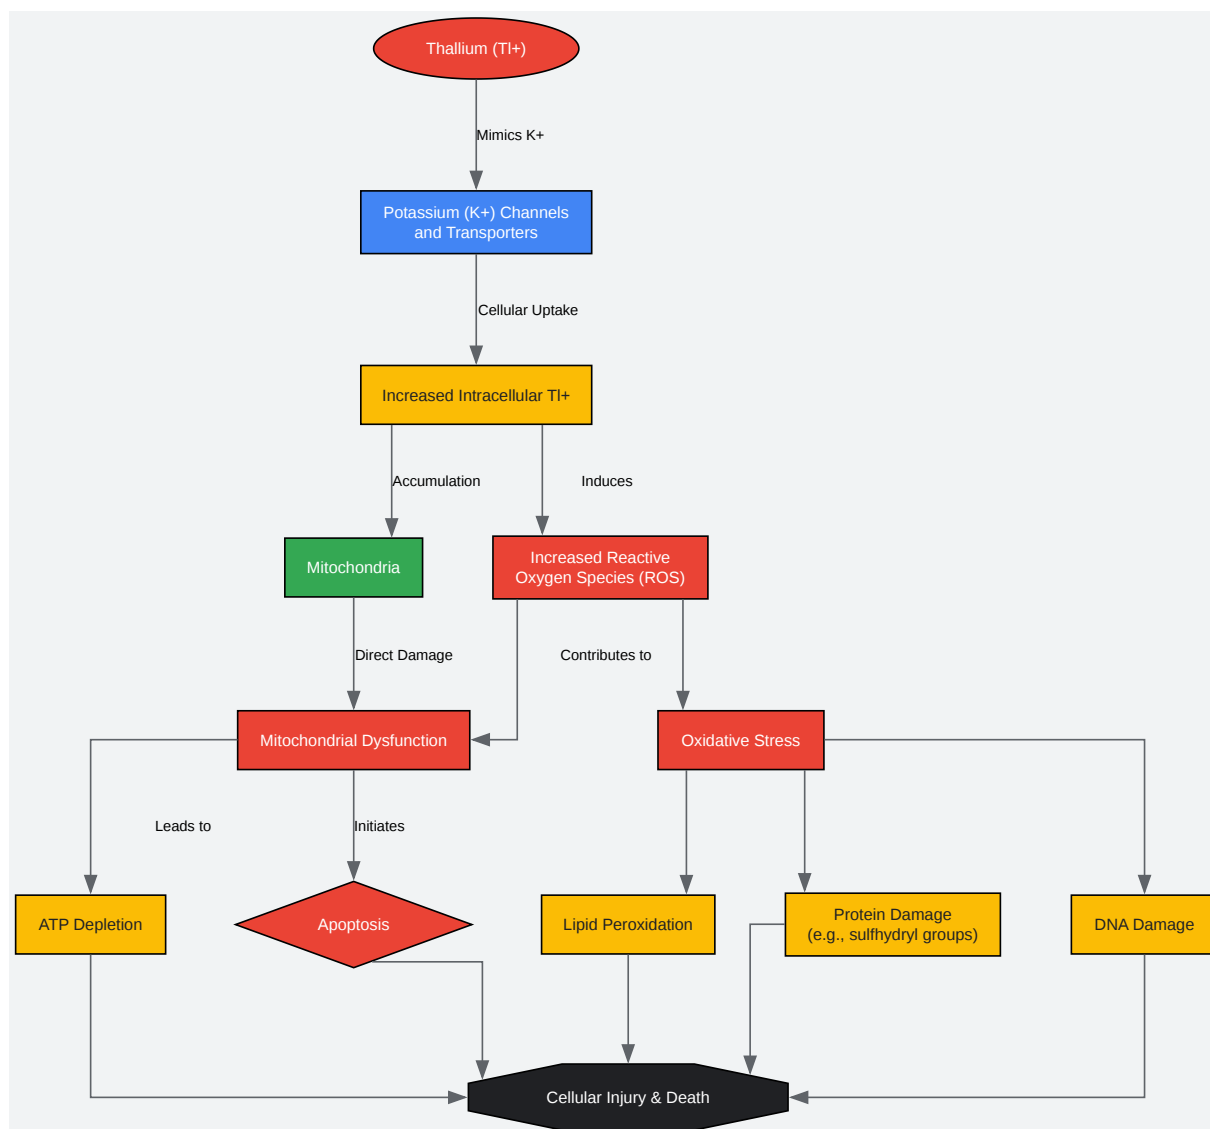 Thallium (Tl+)
Mimics K+
Potassium (K+) Channels
and Transporters
Cellular Uptake
Increased Intracellular Tl+
Accumulation
Induces
Mitochondria
Increased Reactive
Oxygen Species (ROS)
Direct Damage
Contributes to
Mitochondrial Dysfunction
Oxidative Stress
Leads to
Initiates
ATP Depletion
Apoptosis
Lipid Peroxidation
Protein Damage
(e.g., sulfhydryl groups)
DNA Damage
Cellular Injury & Death